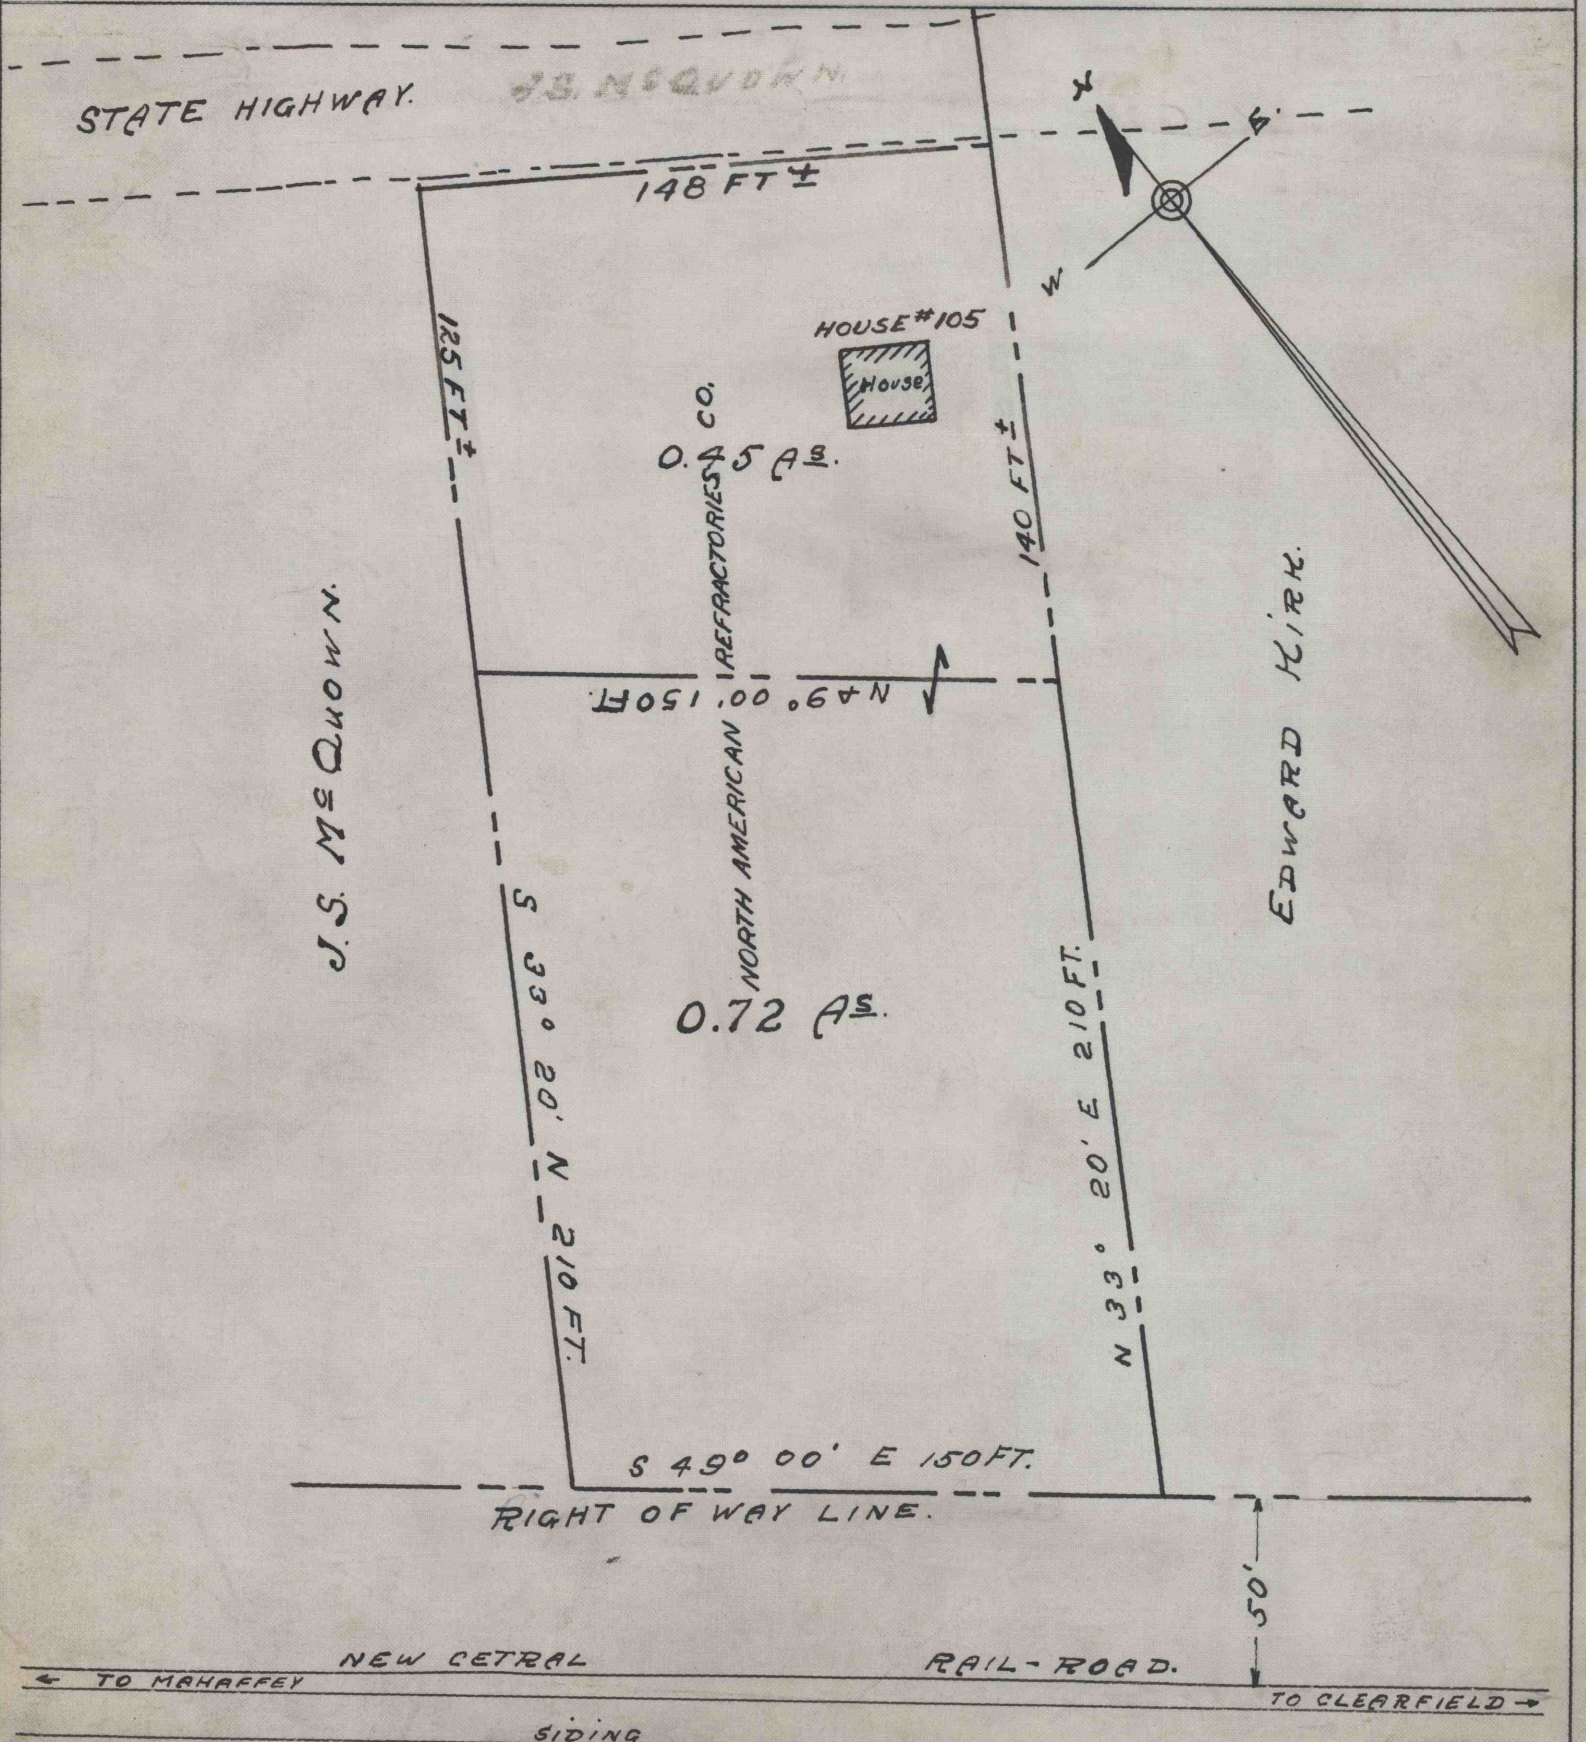 J.S. McQUOWN.
STATE HIGHWAY.
148 FT ±
N
E.
W
125 FT ±
HOUSE #105
House
0.45 As.
140 FT ±
NORTH AMERICAN REFRACTORIES CO.
N 49° 00' 150 FT.
J.S. McQUOWN.
EDWARD KIRK.
0.72 As.
S 33° 20' W 210 FT.
N 33° 20' E 210 FT.
S 49° 00' E 150 FT.
RIGHT OF WAY LINE.
50'
NEW CETRAL RAIL-ROAD.
← TO MAHAFFEY
TO CLEARFIELD →
SIDING